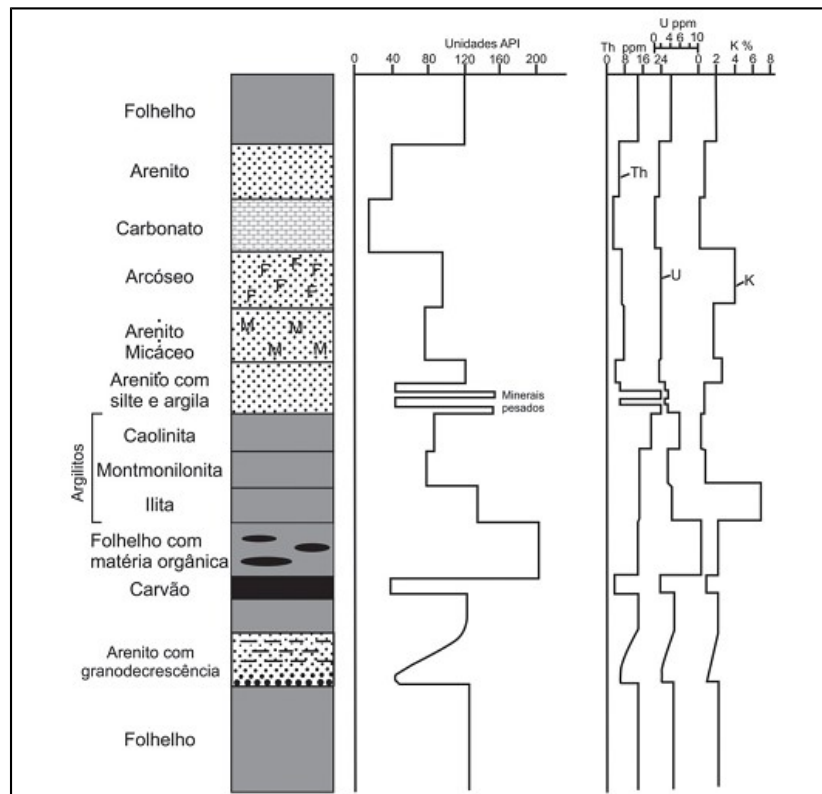 Unidades API
0 40 80 120 160 200
U ppm
0 4 6 10
Th ppm
K %
0 8 16 24
0 2 4 6 8
Folhelho
Arenito
Carbonato
Arcóseo
F F F F F F
Arenito
Micáceo
M M M M
Arenito com
silte e argila
Argilitos
Caolinita
Montmonilonita
Ilita
Folhelho com
matéria orgânica
Carvão
Arenito com
granodecrescência
Folhelho
Minerais
pesados
Th
U
K